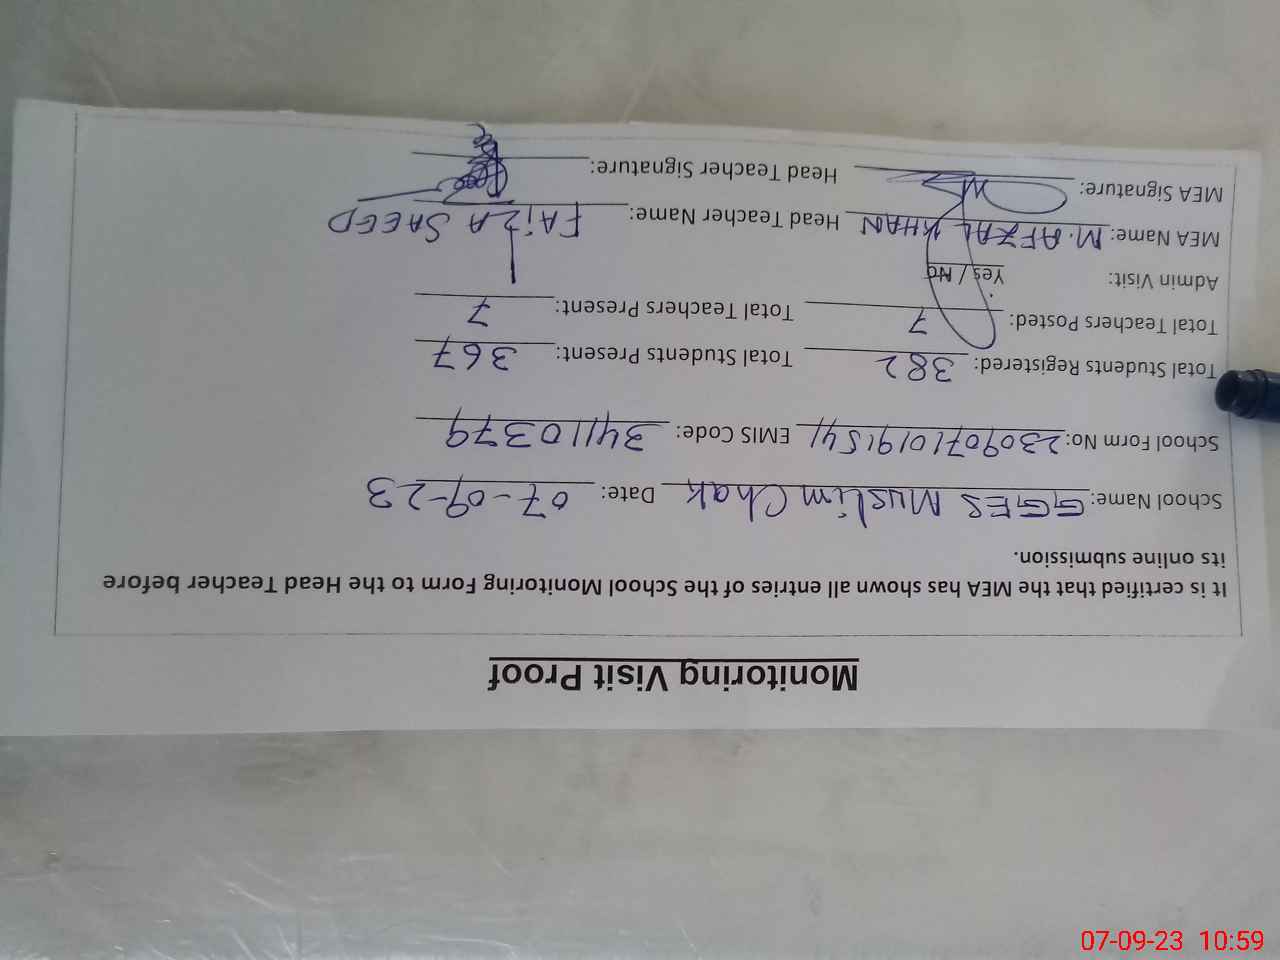 Monitoring Visit Proof
It is certified that the MEA has shown all entries of the School Monitoring Form to the Head Teacher before
its online submission.
School Name: GGES Muslim Chak Date: 07-09-23
School Form No: 230907019154 EMIS Code: 34110379
Total Students Registered: 382 Total Students Present: 367
Total Teachers Posted: 7 Total Teachers Present: 7
Admin Visit: Yes / No
MEA Name: M. AFZAL KHAN Head Teacher Name: FAiZA SAEED
MEA Signature: Head Teacher Signature:
07-09-23 10:59